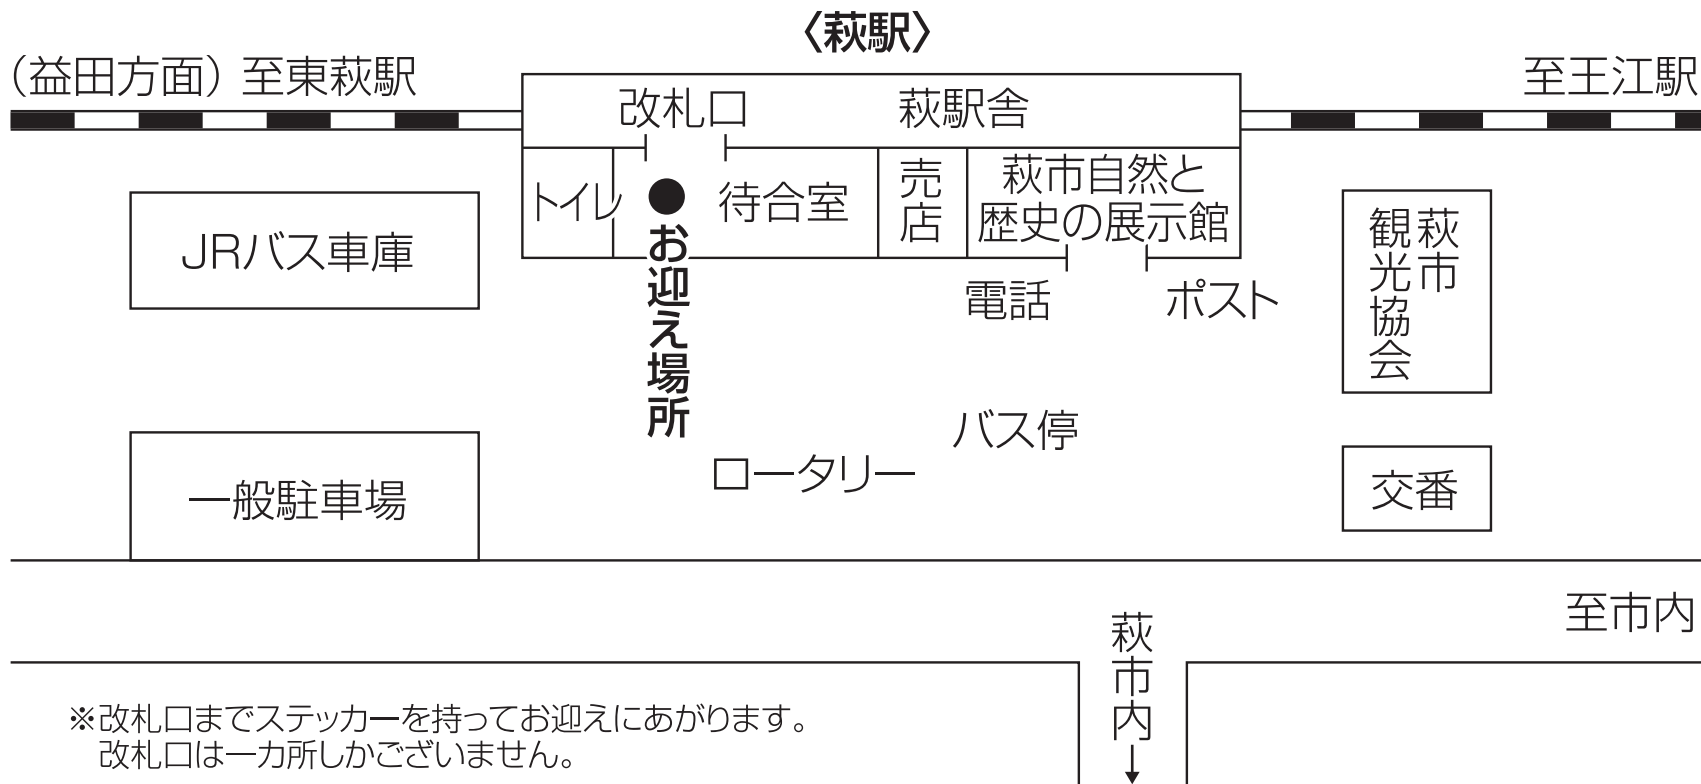 〈萩駅〉
（益田方面）至東萩駅
至王江駅
改札口
萩駅舎
トイレ
●お迎え場所
待合室
売店
萩市自然と
歴史の展示館
JRバス車庫
萩市
観光協会
電話
ポスト
バス停
ロータリー
一般駐車場
交番
至市内
萩市内
※改札口までステッカーを持ってお迎えにあがります。
改札口は一カ所しかございません。